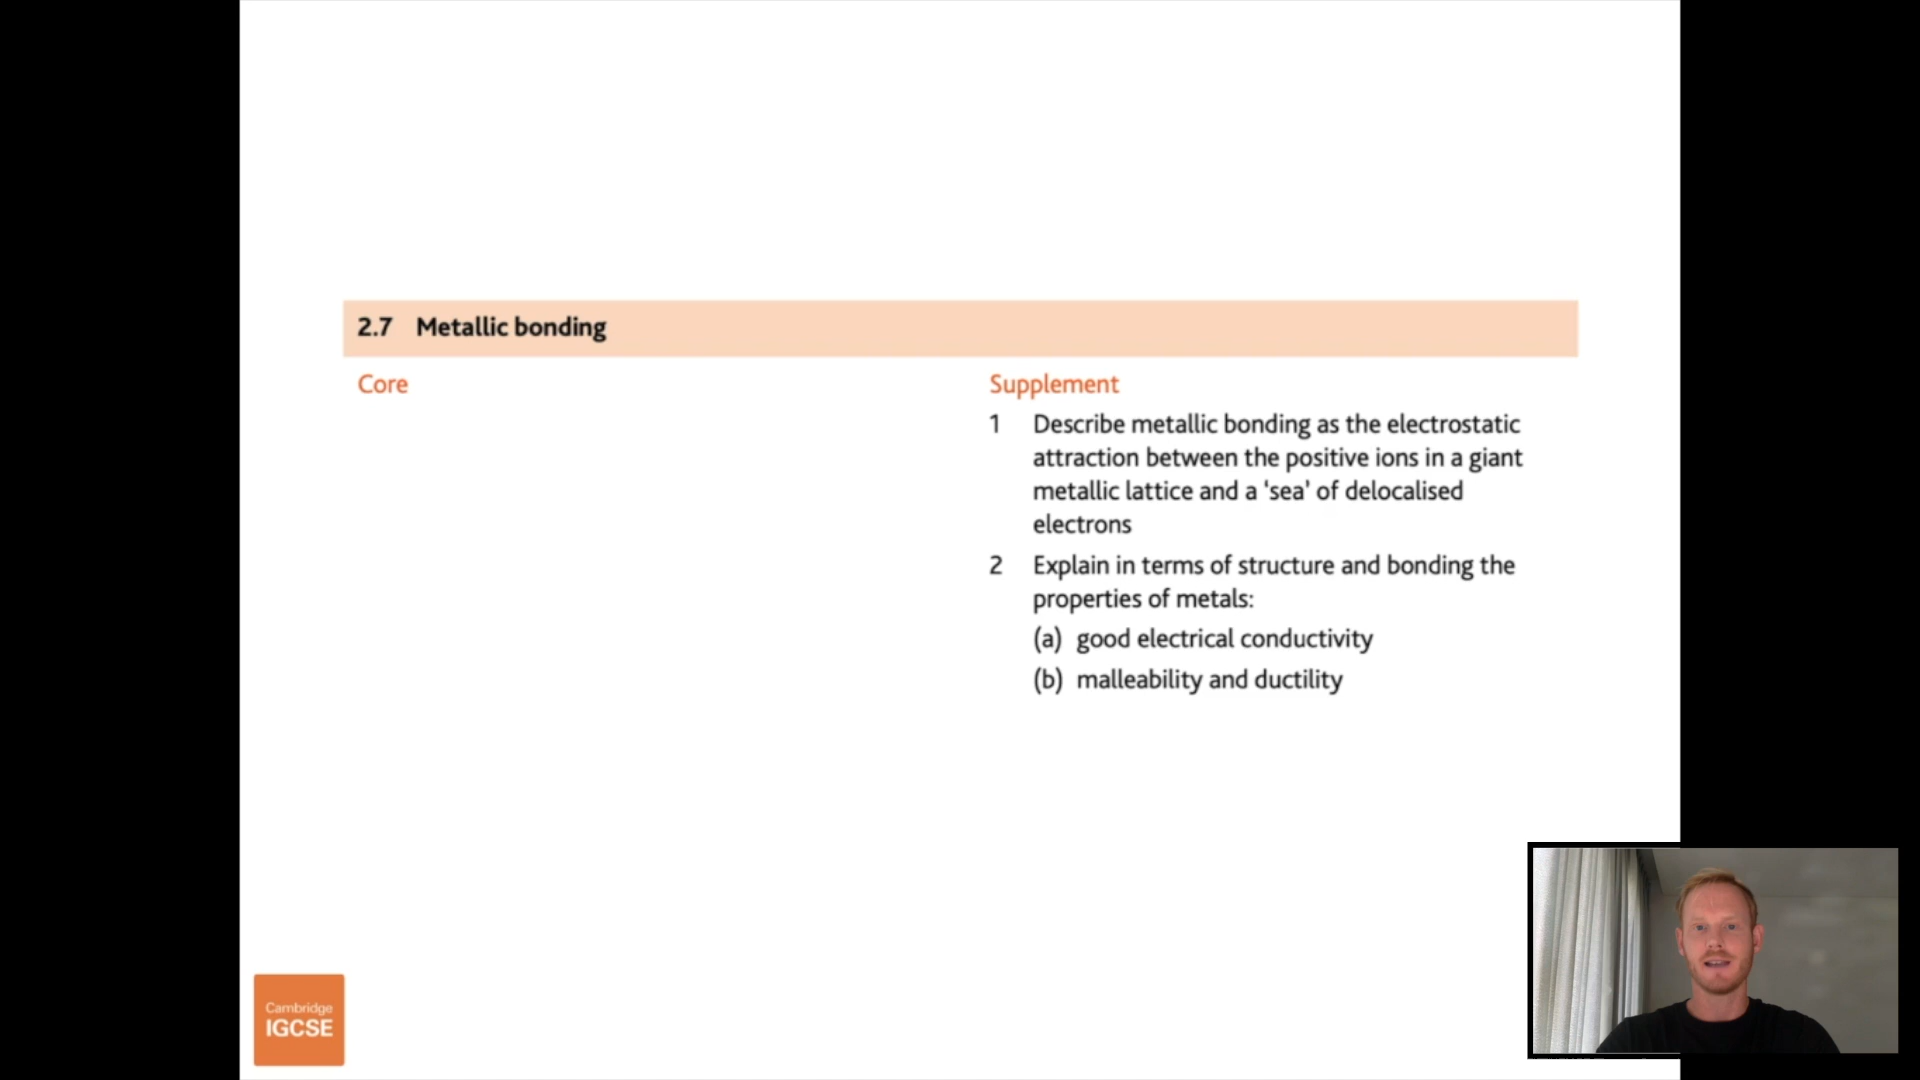 2.7 Metallic bonding
Core
Supplement
1 Describe metallic bonding as the electrostatic
attraction between the positive ions in a giant
metallic lattice and a ‘sea’ of delocalised
electrons
2 Explain in terms of structure and bonding the
properties of metals:
(a) good electrical conductivity
(b) malleability and ductility
Cambridge
IGCSE